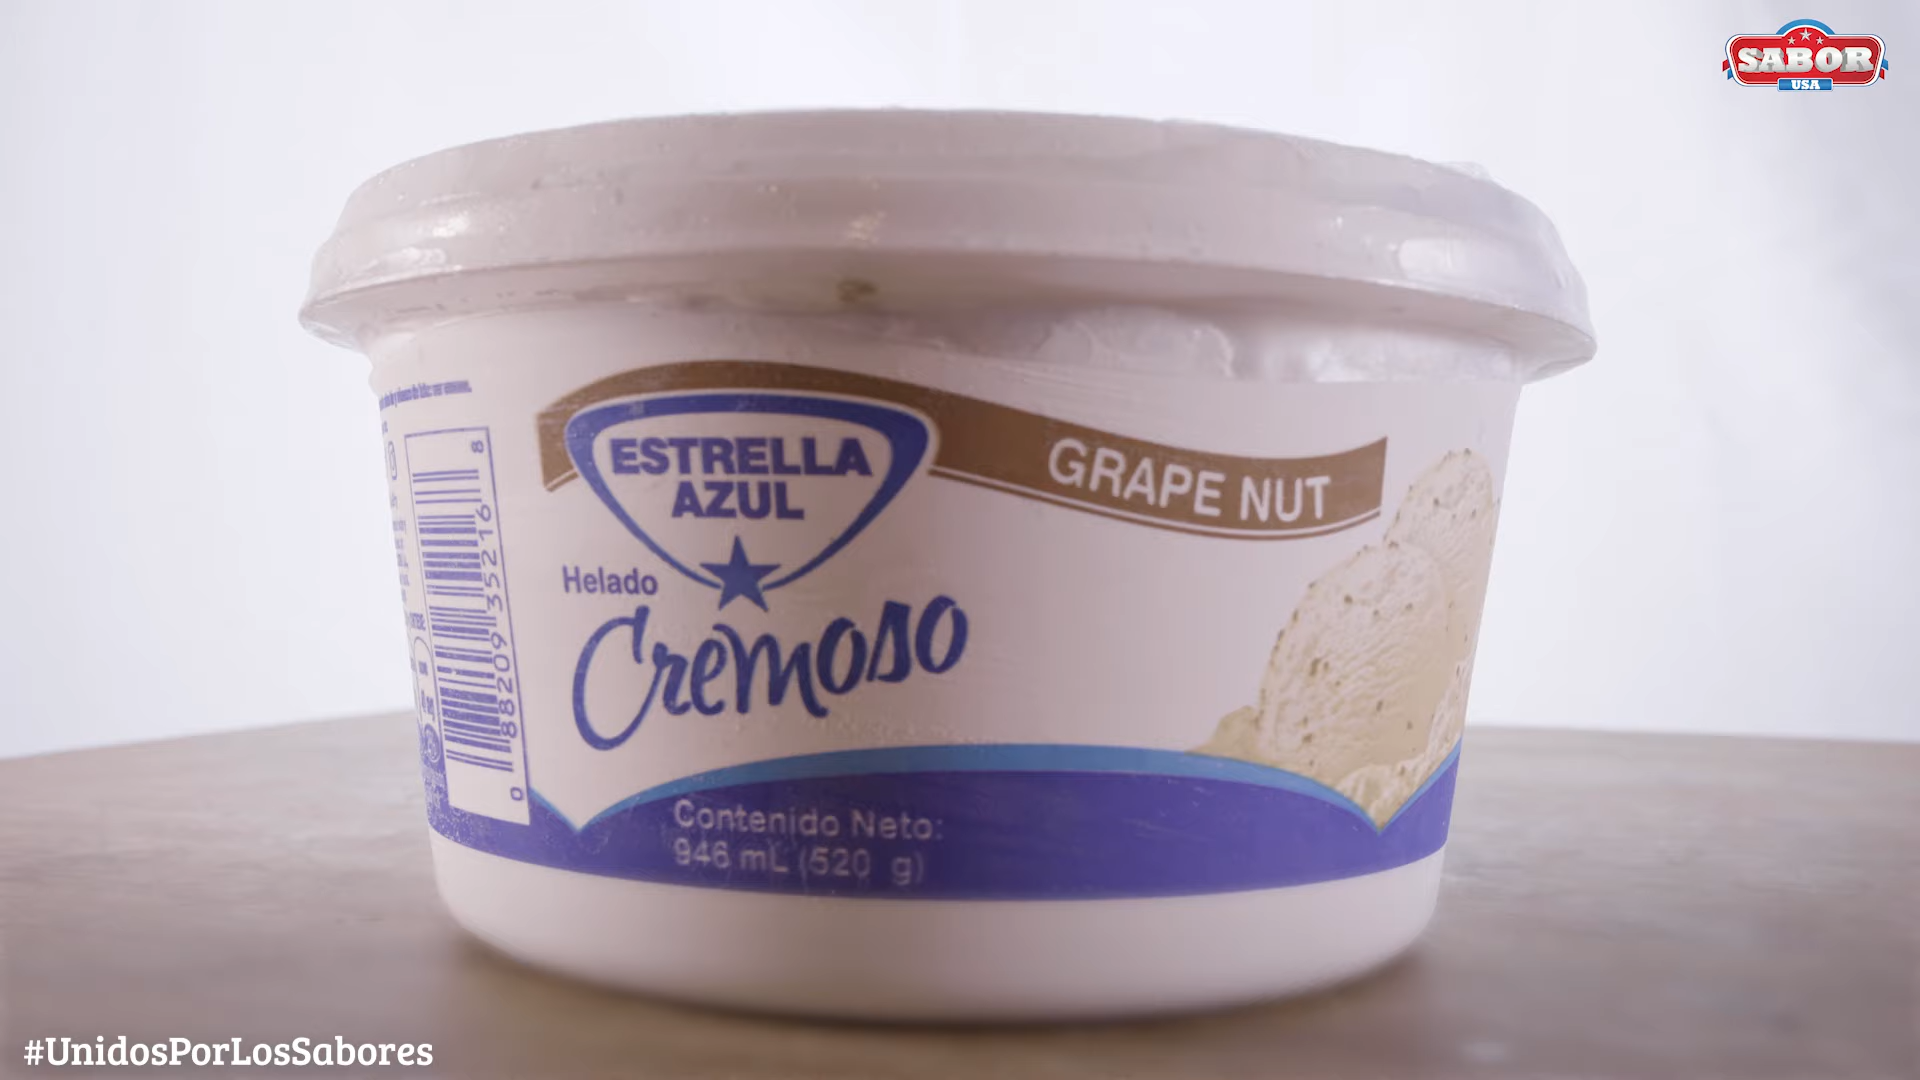 SABOR
USA
ESTRELLA
AZUL
GRAPE NUT
Helado
Cremoso
Contenido Neto:
946 mL (520 g)
0 88209 35216 8
#UnidosPorLosSabores